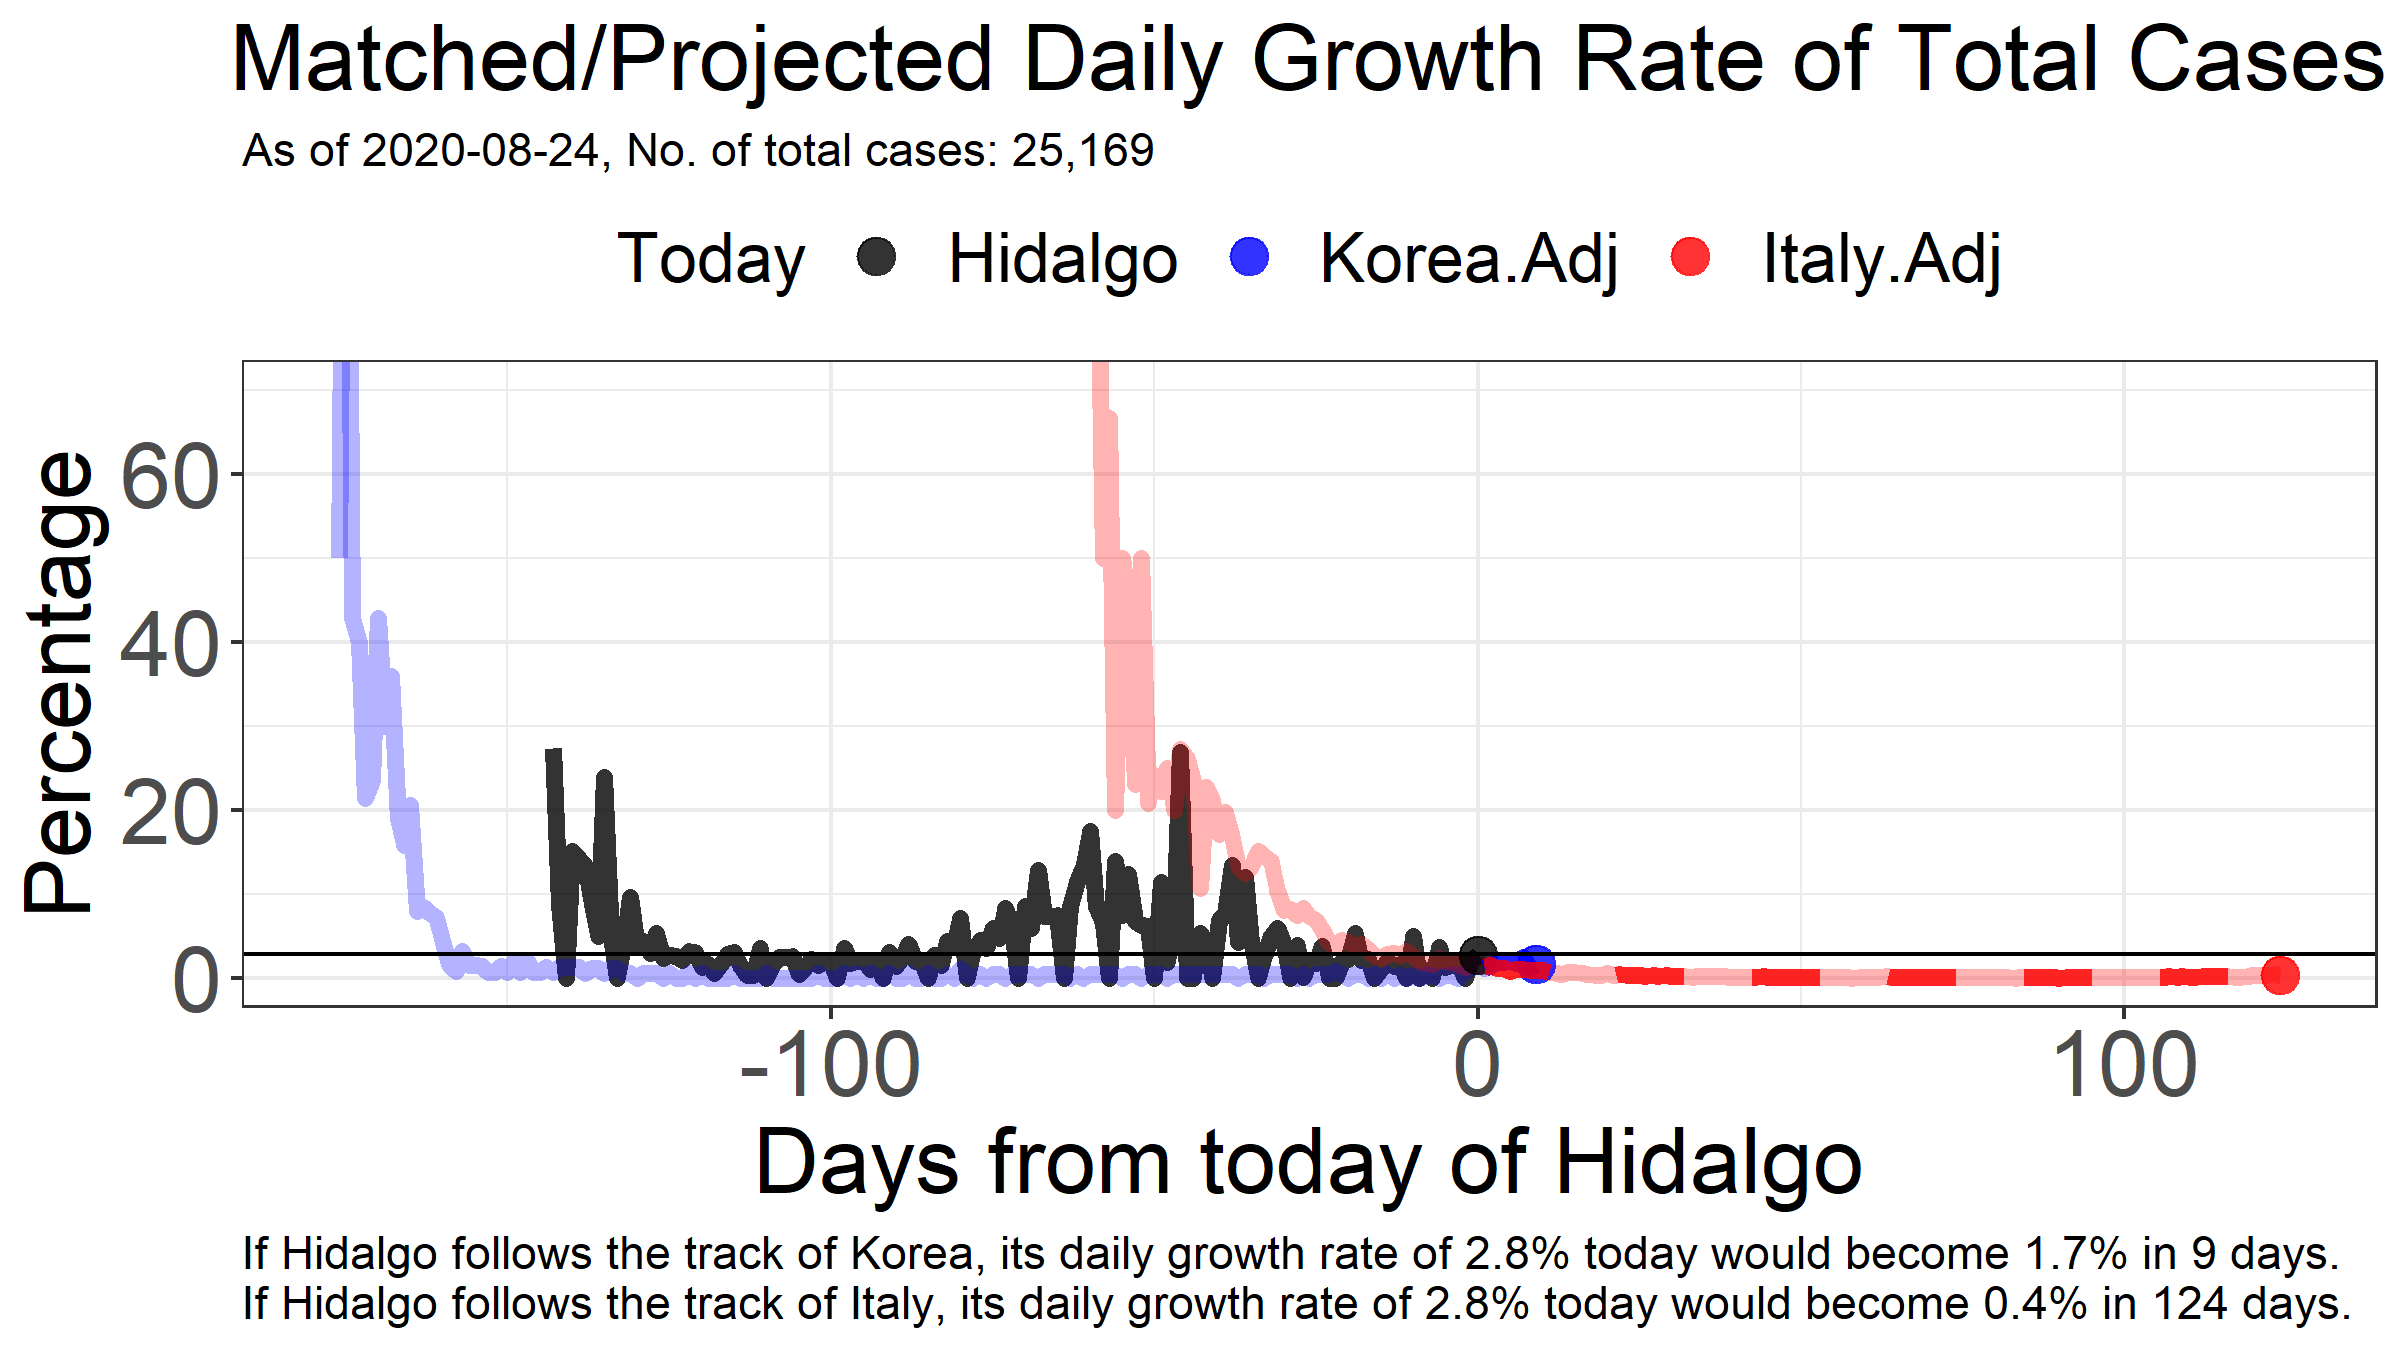 Matched/Projected Daily Growth Rate of Total Cases
As of 2020-08-24, No. of total cases: 25,169
Today Hidalgo Korea.Adj Italy.Adj
Percentage
60
40
20
0
-100 0 100
Days from today of Hidalgo
If Hidalgo follows the track of Korea, its daily growth rate of 2.8% today would become 1.7% in 9 days.
If Hidalgo follows the track of Italy, its daily growth rate of 2.8% today would become 0.4% in 124 days.